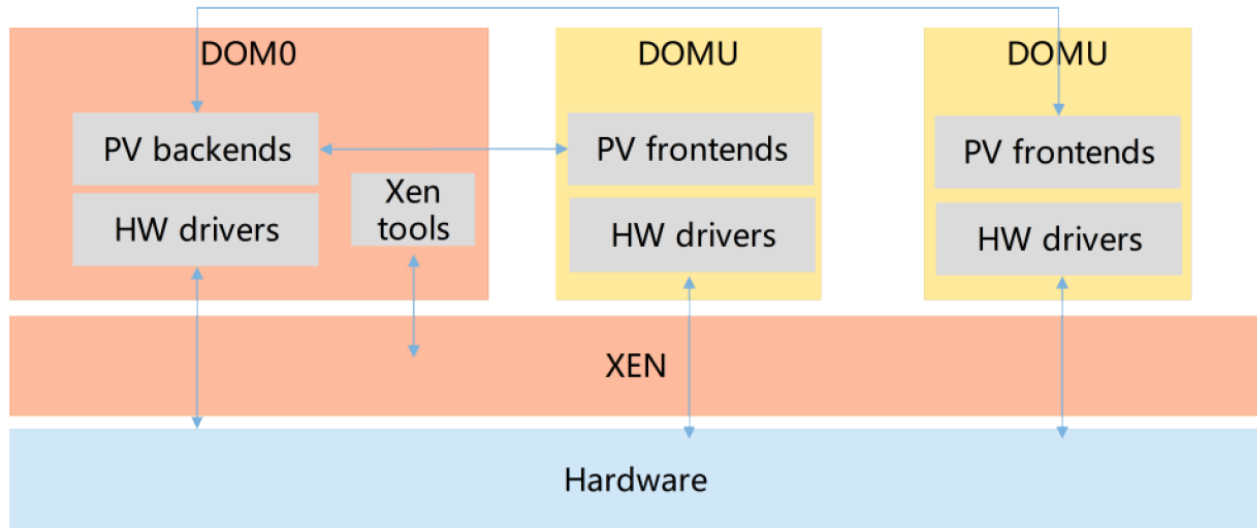 DOM0
PV backends
HW drivers
Xen
tools
DOMU
PV frontends
HW drivers
DOMU
PV frontends
HW drivers
XEN
Hardware